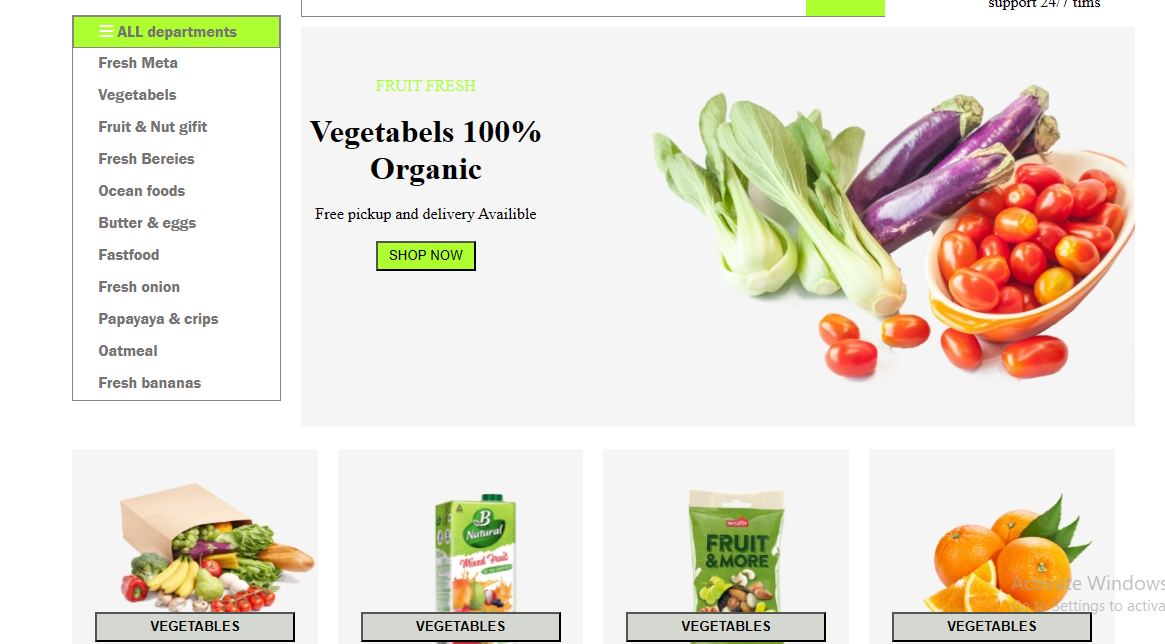 support 24/7 tims
ALL departments
Fresh Meta
Vegetabels
Fruit & Nut gifit
Fresh Bereies
Ocean foods
Butter & eggs
Fastfood
Fresh onion
Papayaya & crips
Oatmeal
Fresh bananas
FRUIT FRESH
Vegetabels 100%
Organic
Free pickup and delivery Availible
SHOP NOW
B
Natural
Mixed Fruit
FRUIT
&MORE
Activate Windows
Go to Settings to activa
VEGETABLES
VEGETABLES
VEGETABLES
VEGETABLES